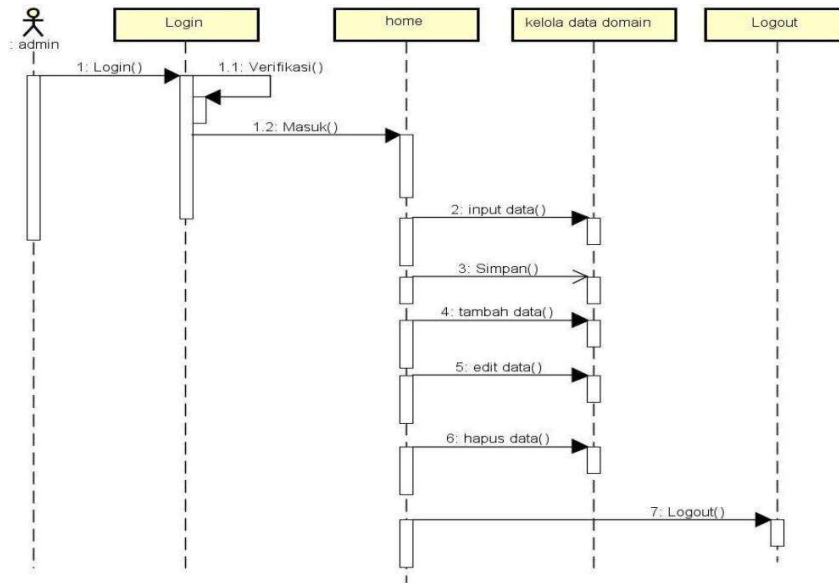 : admin
Login
home
kelola data domain
Logout
1: Login()
1.1: Verifikasi()
1.2: Masuk()
2: input data()
3: Simpan()
4: tambah data()
5: edit data()
6: hapus data()
7: Logout()